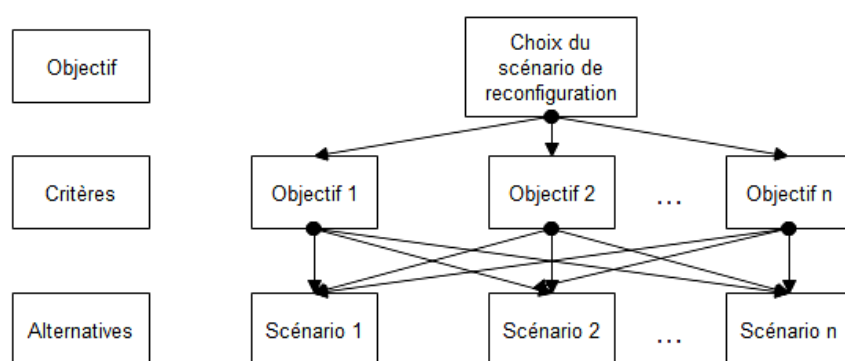 Objectif
Choix du
scénario de
reconfiguration
Critères
Objectif 1
Objectif 2
...
Objectif n
Alternatives
Scénario 1
Scénario 2
...
Scénario n